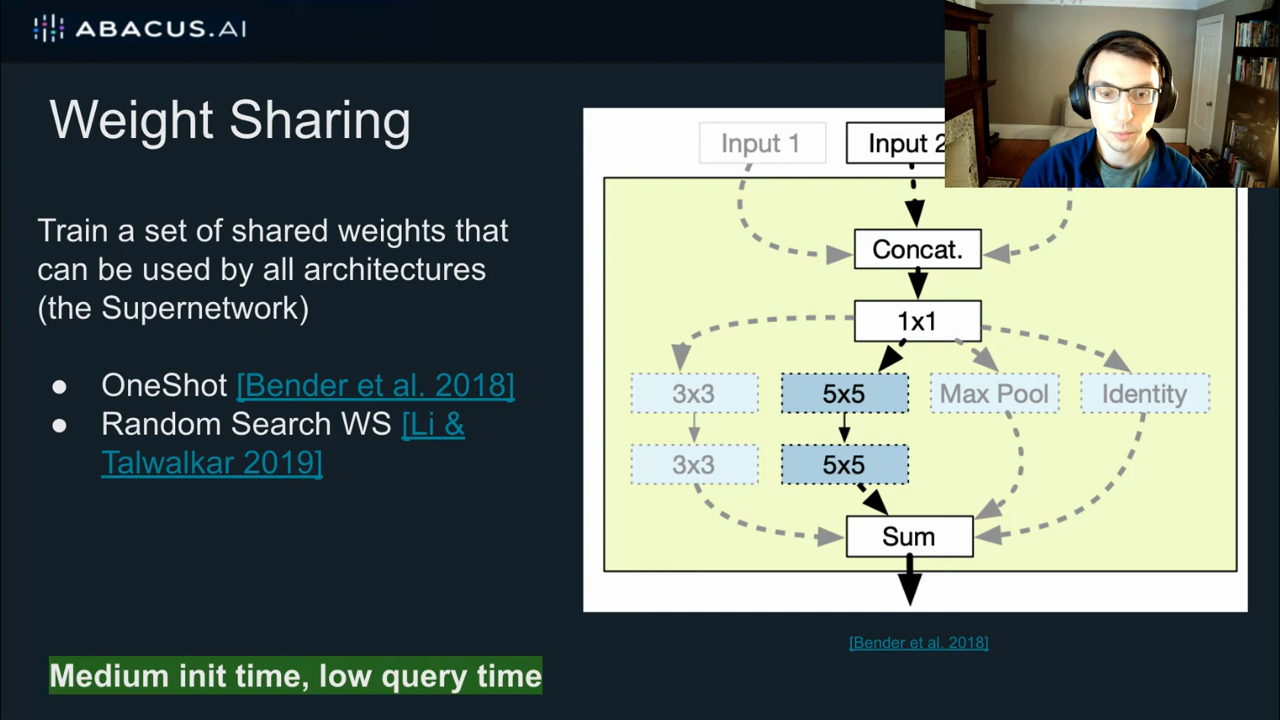 ABACUS.AI
Weight Sharing
Train a set of shared weights that
can be used by all architectures
(the Supernetwork)
● OneShot [Bender et al. 2018]
● Random Search WS [Li &
Talwalkar 2019]
Medium init time, low query time
Input 1 Input 2
Concat.
1x1
3x3 5x5 Max Pool Identity
3x3 5x5
Sum
[Bender et al. 2018]